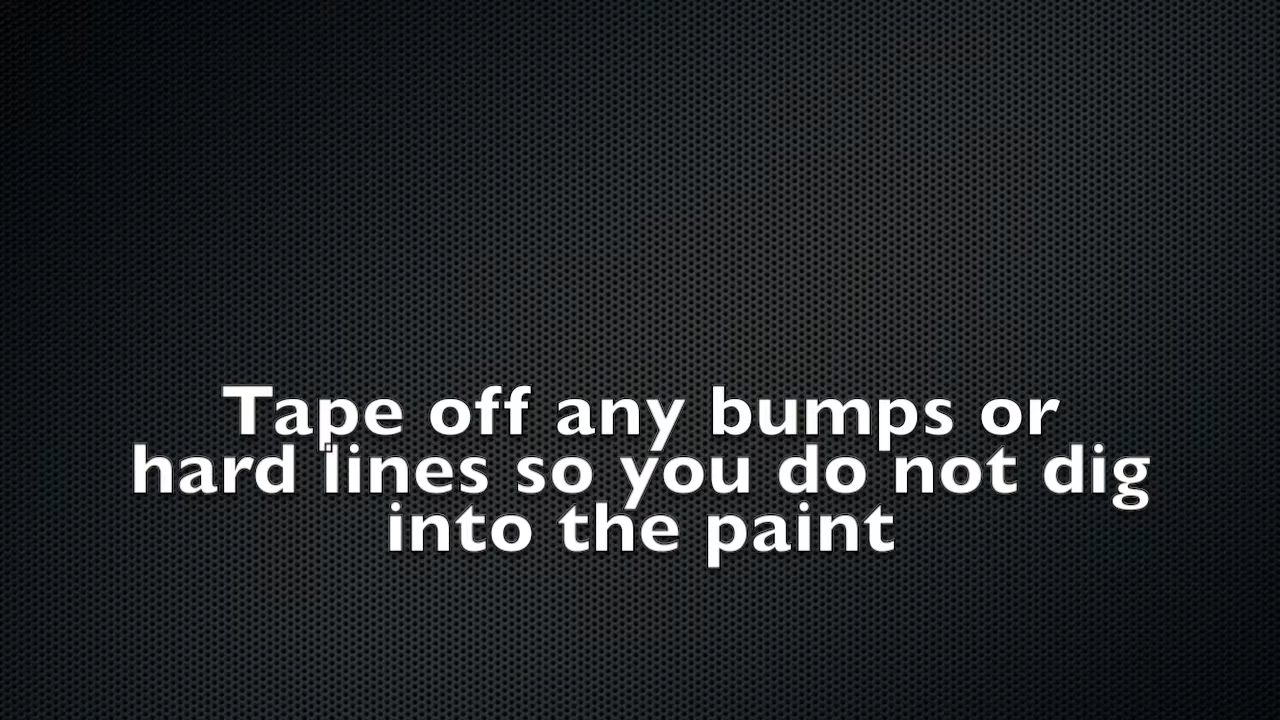 Tape off any bumps or
hard lines so you do not dig
into the paint